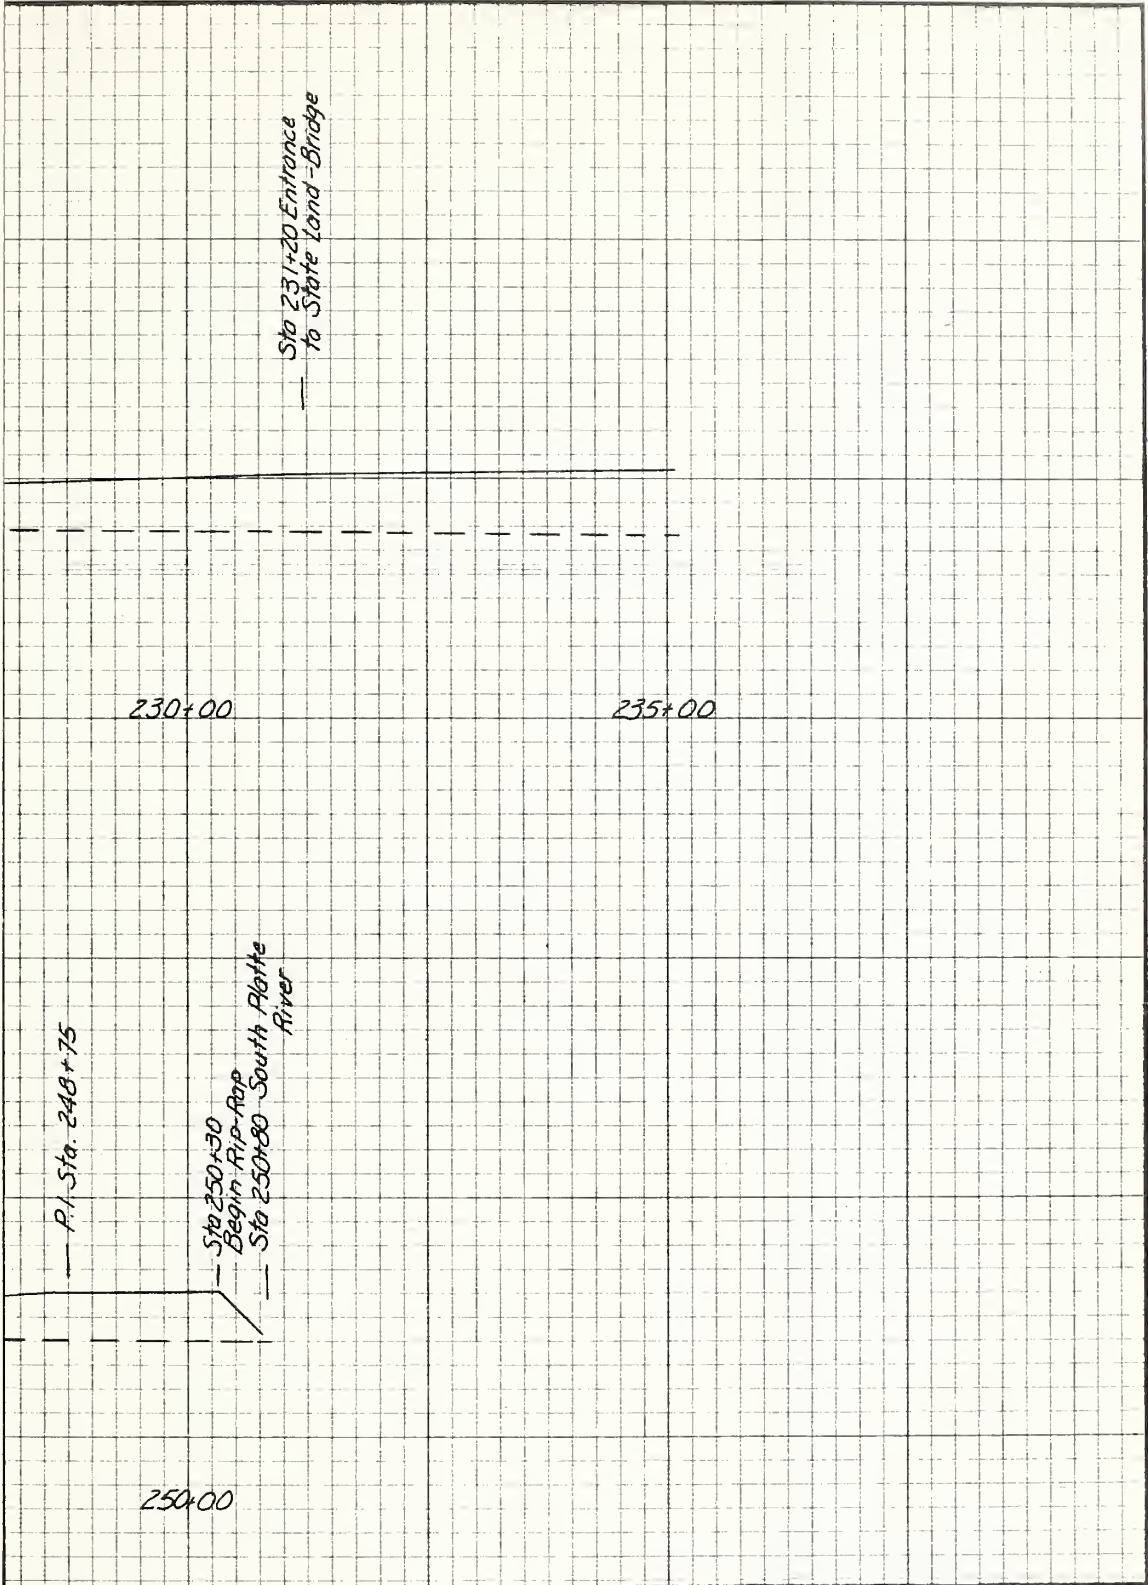 Sta 231+20 Entrance
to State Land-Bridge
230+00
235+00
P.I. Sta. 248+75
Sta 250+30
Begin Rip-Rap
Sta 250+80 South Platte
River
250+00